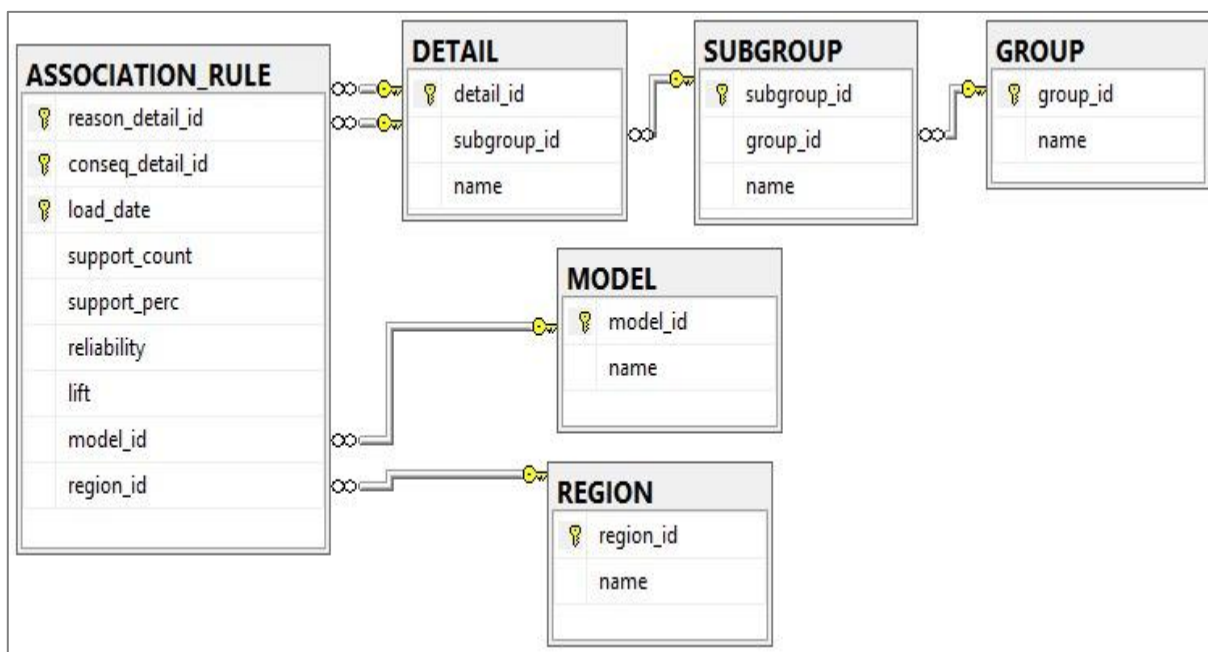 ASSOCIATION_RULE
reason_detail_id
conseq_detail_id
load_date
support_count
support_perc
reliability
lift
model_id
region_id
DETAIL
detail_id
subgroup_id
name
SUBGROUP
subgroup_id
group_id
name
GROUP
group_id
name
MODEL
model_id
name
REGION
region_id
name